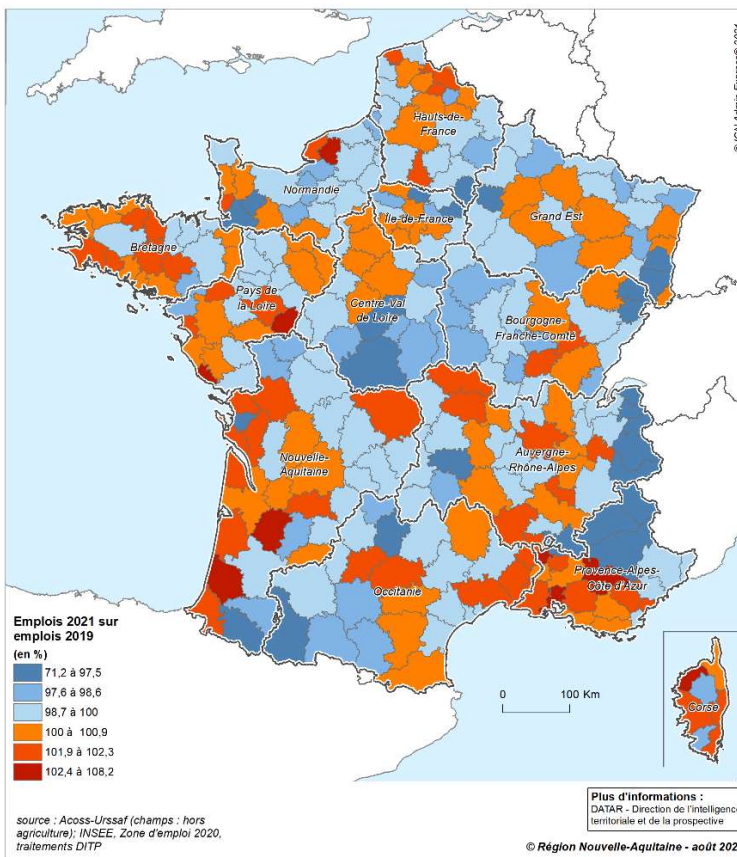 Hauts-de-
France
Normandie
Île-de-France
Grand Est
Bretagne
Pays de
la Loire
Centre-Val
de Loire
Bourgogne-
Franche-Comté
Nouvelle-
Aquitaine
Auvergne-
Rhône-Alpes
Occitanie
Provence-Alpes-
Côte d'Azur
Corse
Emplois 2021 sur
emplois 2019
(en %)
71,2 à 97,5
97,6 à 98,6
98,7 à 100
100 à 100,9
101,9 à 102,3
102,4 à 108,2
0 100 Km
source : Acoss-Urssaf (champs : hors
agriculture); INSEE, Zone d'emploi 2020,
traitements DITP
Plus d'informations :
DATAR - Direction de l'intelligence
territoriale et de la prospective
© Région Nouvelle-Aquitaine - août 202